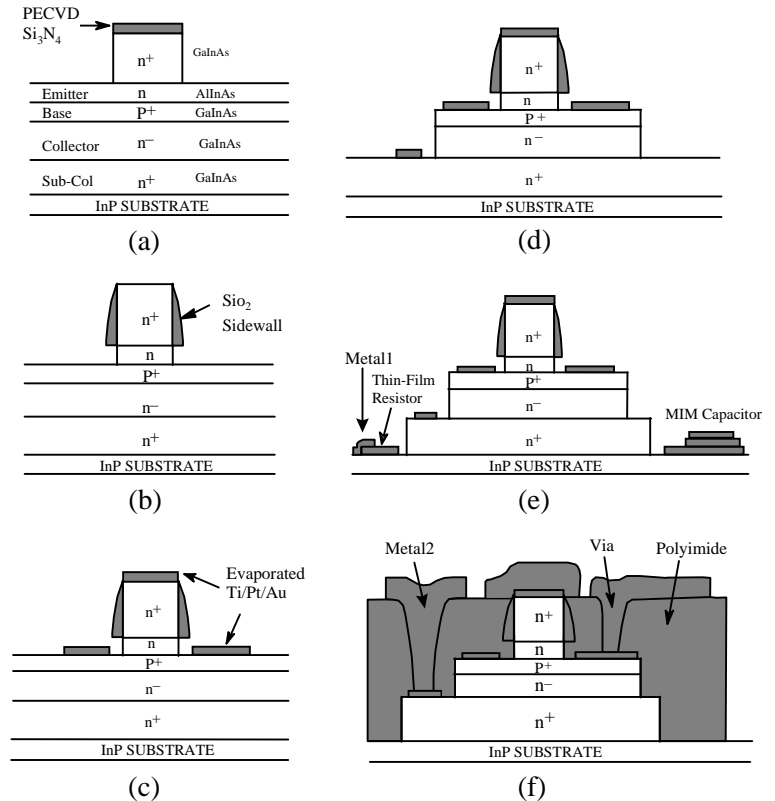 PECVD
Si₃N₄
n⁺ GaInAs
Emitter n AlInAs
Base P⁺ GaInAs
Collector n⁻ GaInAs
Sub-Col n⁺ GaInAs
InP SUBSTRATE
(a)
n⁺
Sio₂
Sidewall
n
P⁺
n⁻
n⁺
InP SUBSTRATE
(b)
Evaporated
Ti/Pt/Au
n⁺
n
P⁺
n⁻
n⁺
InP SUBSTRATE
(c)
n⁺
n
P⁺
n⁻
n⁺
InP SUBSTRATE
(d)
n⁺
Metal1
Thin-Film
Resistor
n
P⁺
n⁻
MIM Capacitor
n⁺
InP SUBSTRATE
(e)
Metal2
Via
Polyimide
n⁺
n
P⁺
n⁻
n⁺
InP SUBSTRATE
(f)